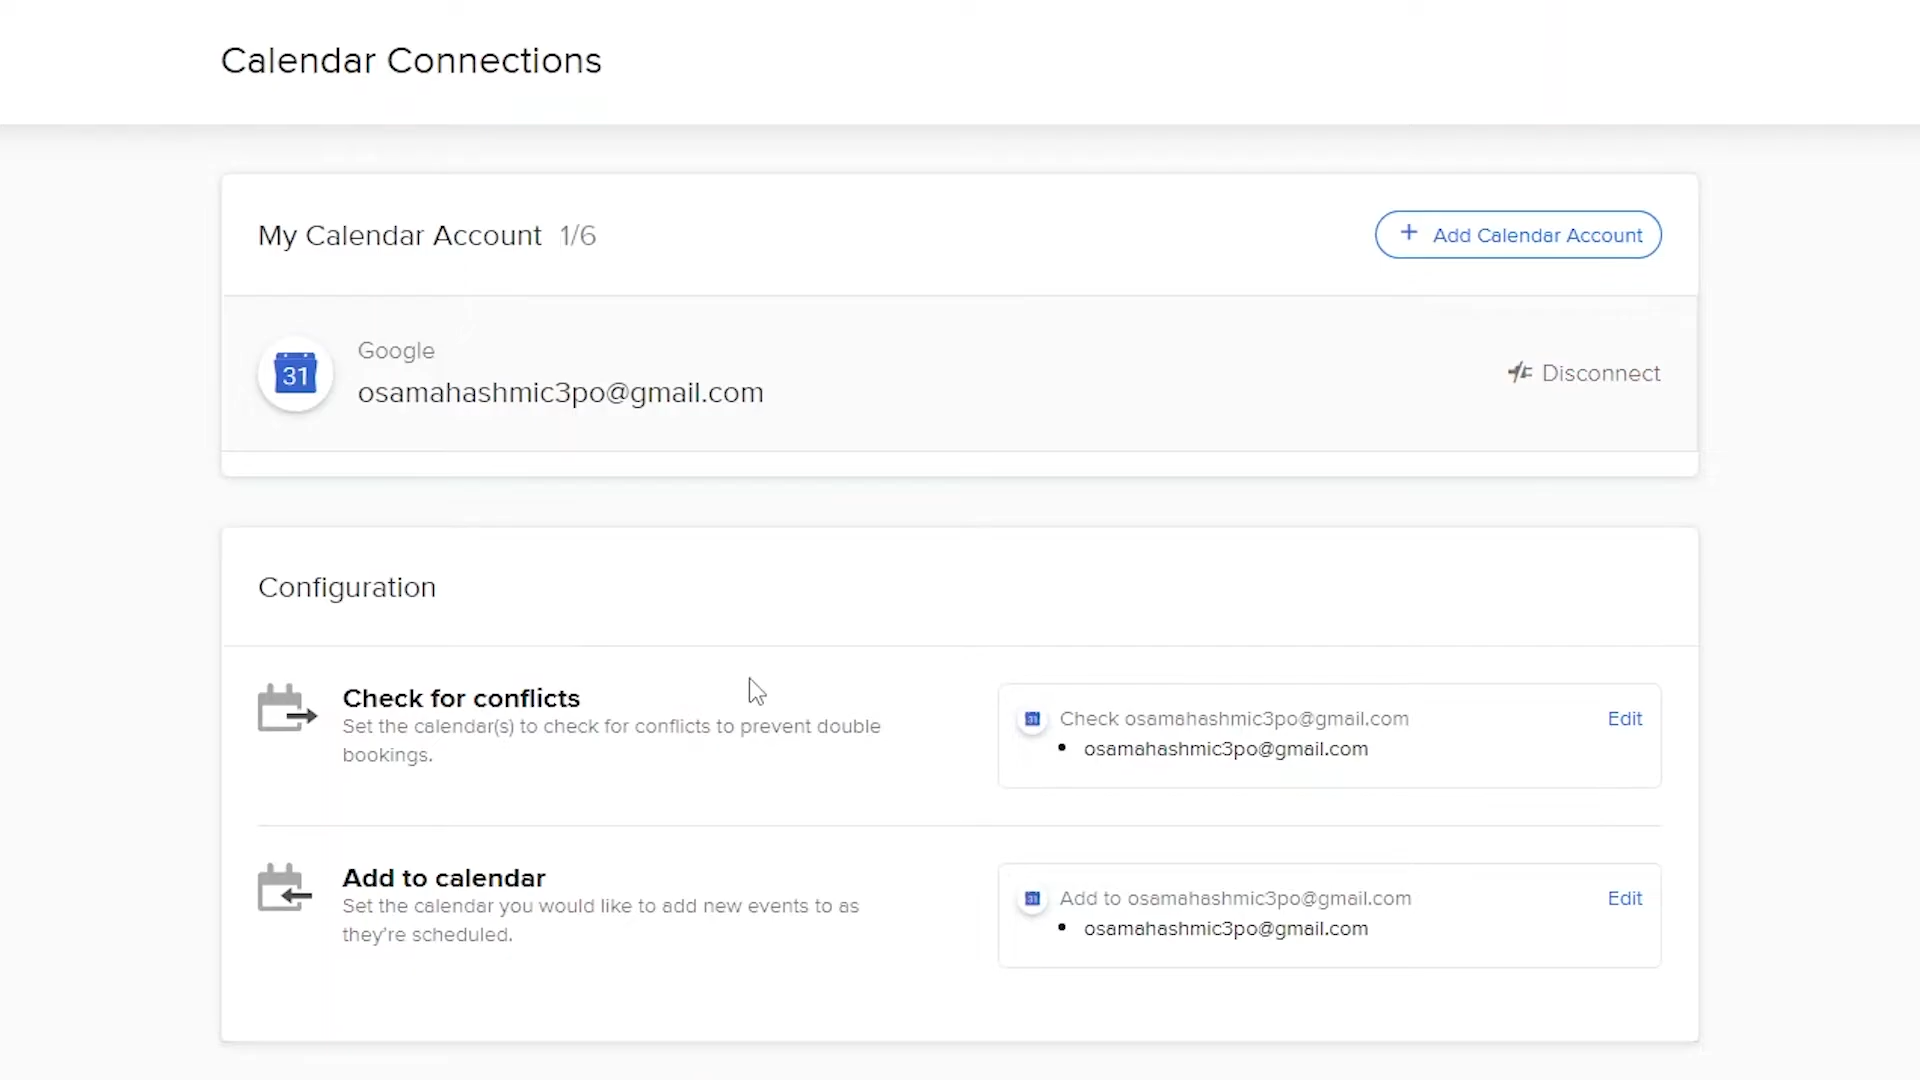 Calendar Connections
My Calendar Account 1/6
+ Add Calendar Account
31
Google
osamahashmic3po@gmail.com
Disconnect
Configuration
Check for conflicts
Set the calendar(s) to check for conflicts to prevent double
bookings.
31
Check osamahashmic3po@gmail.com
Edit
• osamahashmic3po@gmail.com
Add to calendar
Set the calendar you would like to add new events to as
they're scheduled.
31
Add to osamahashmic3po@gmail.com
Edit
• osamahashmic3po@gmail.com